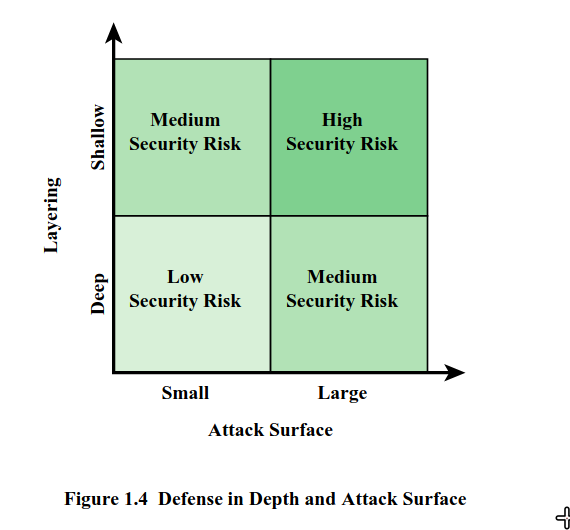 Layering
Shallow
Deep
Medium
Security Risk
High
Security Risk
Low
Security Risk
Medium
Security Risk
Small
Large
Attack Surface
Figure 1.4 Defense in Depth and Attack Surface